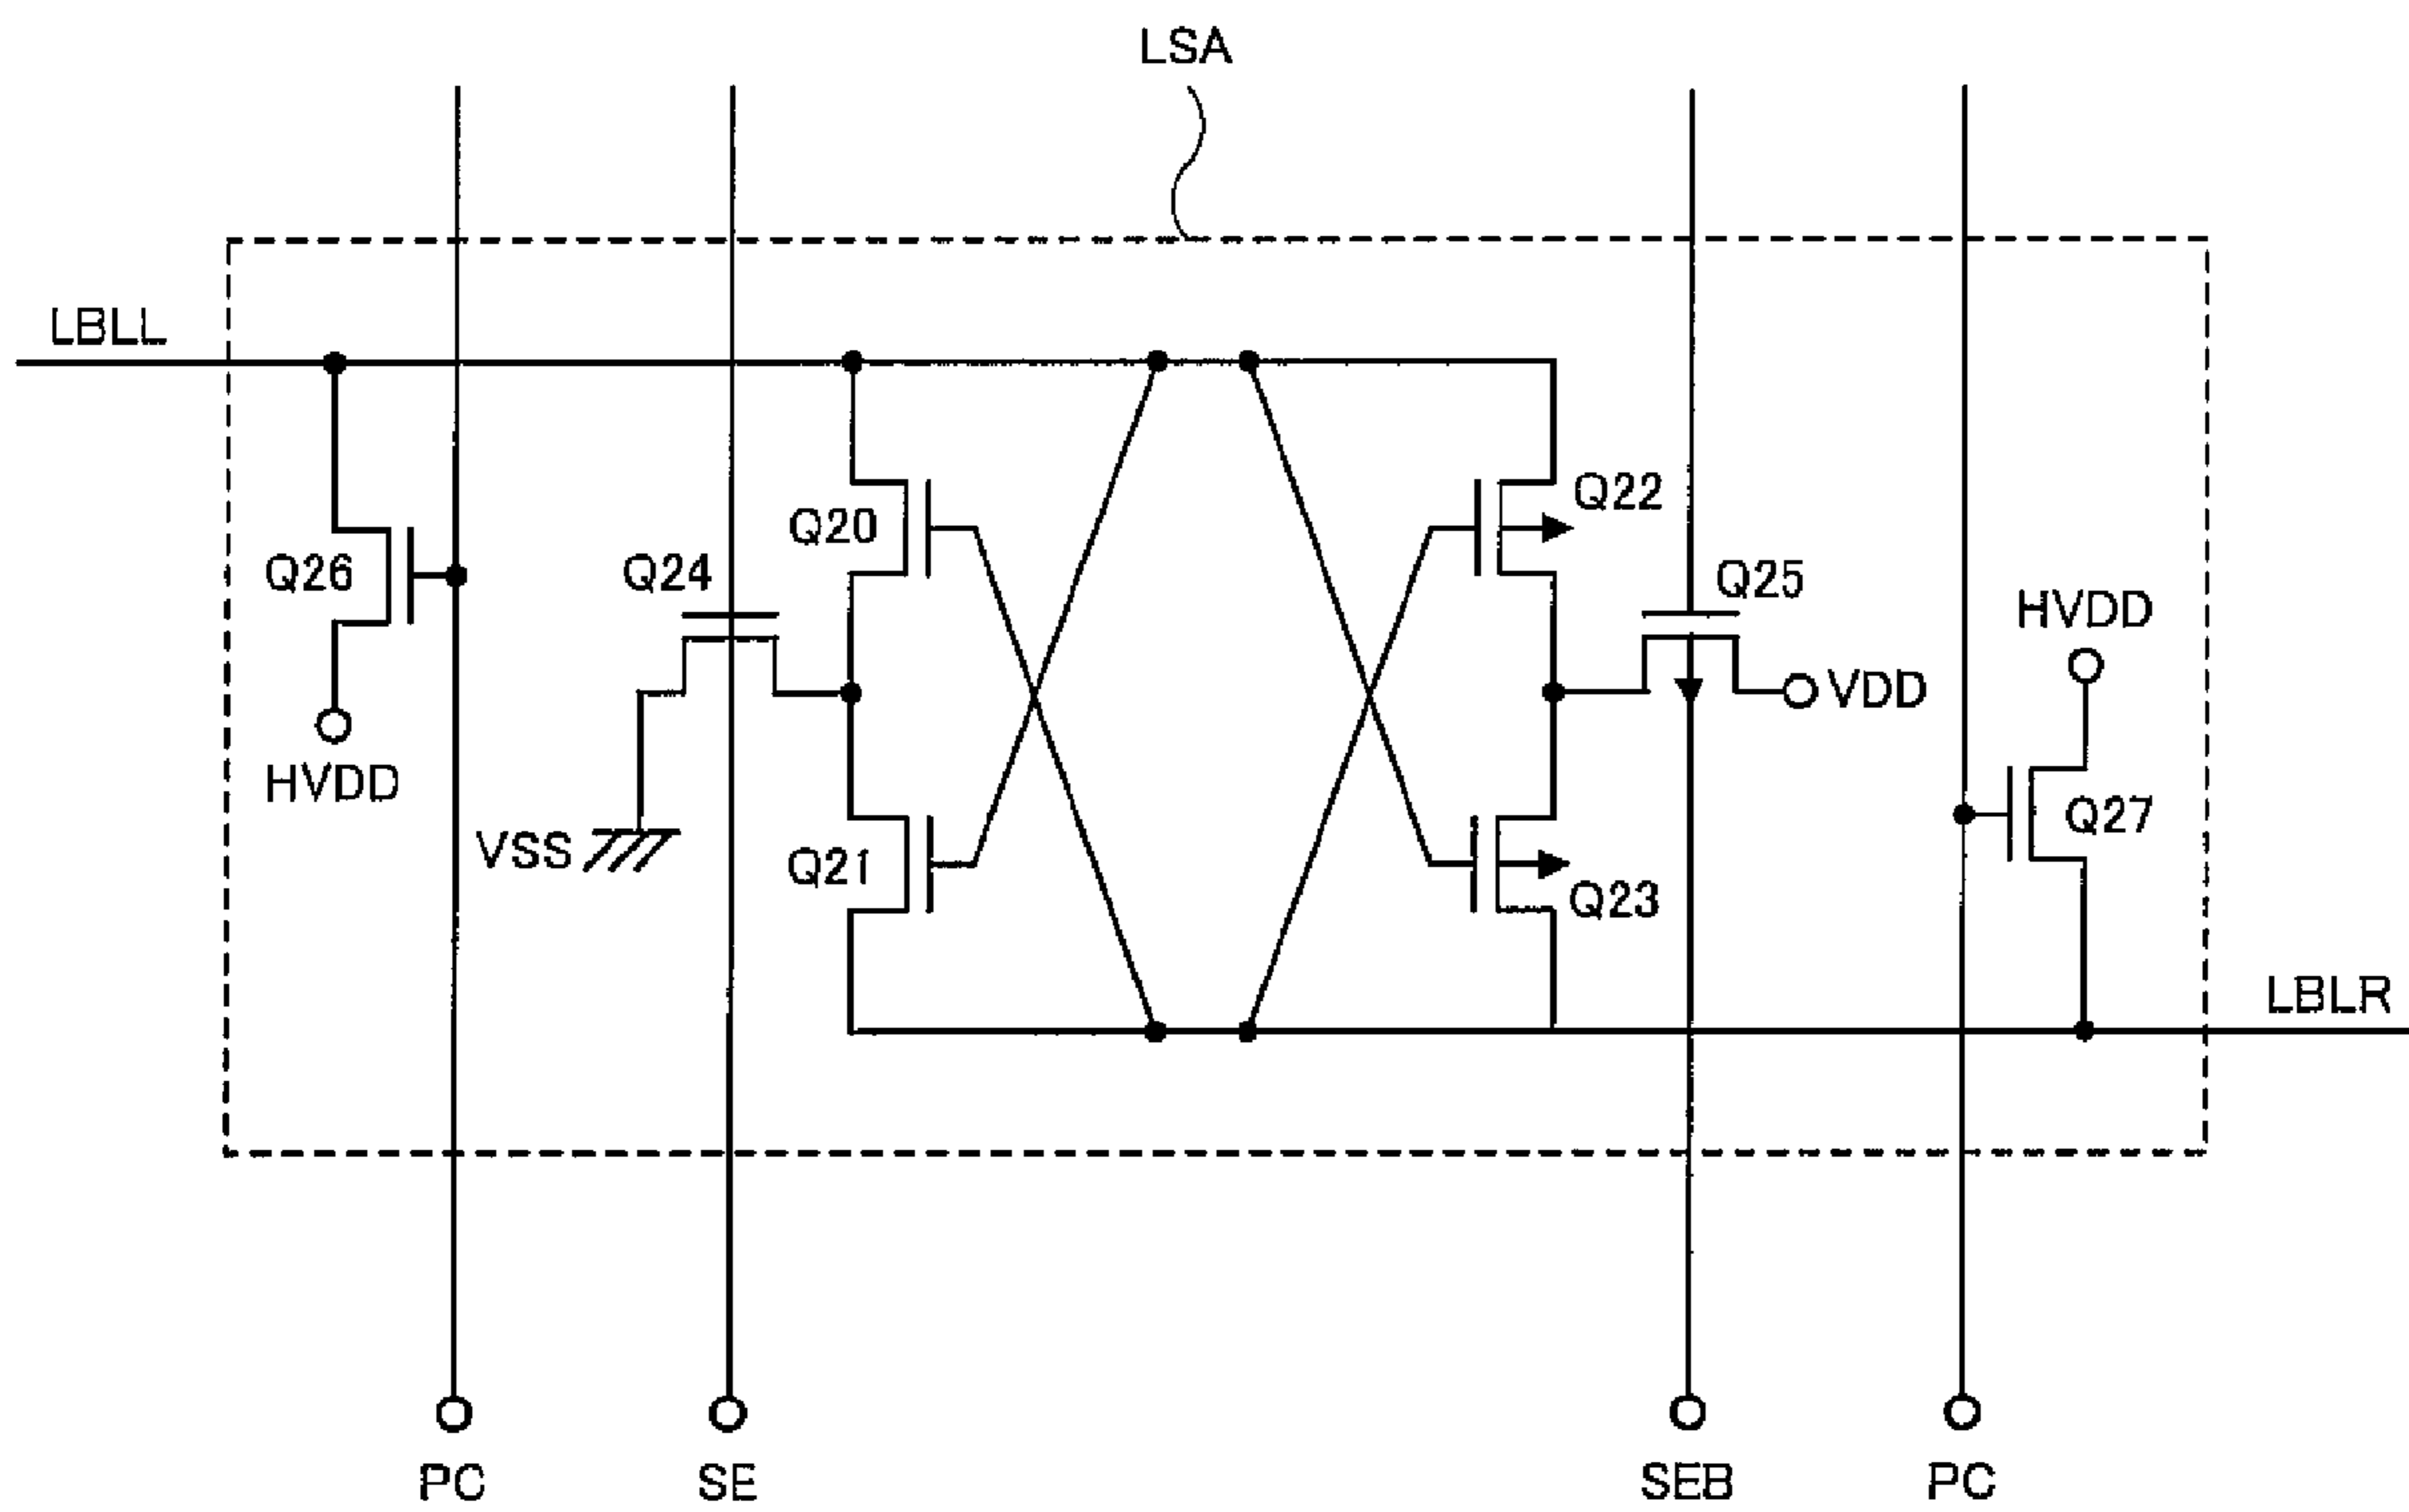 LSA
LBLL
Q20
Q22
Q26
Q24
Q25
HVDD
VDD
HVDD
VSS
Q21
Q27
Q23
LBLR
PC
SE
SEB
PC